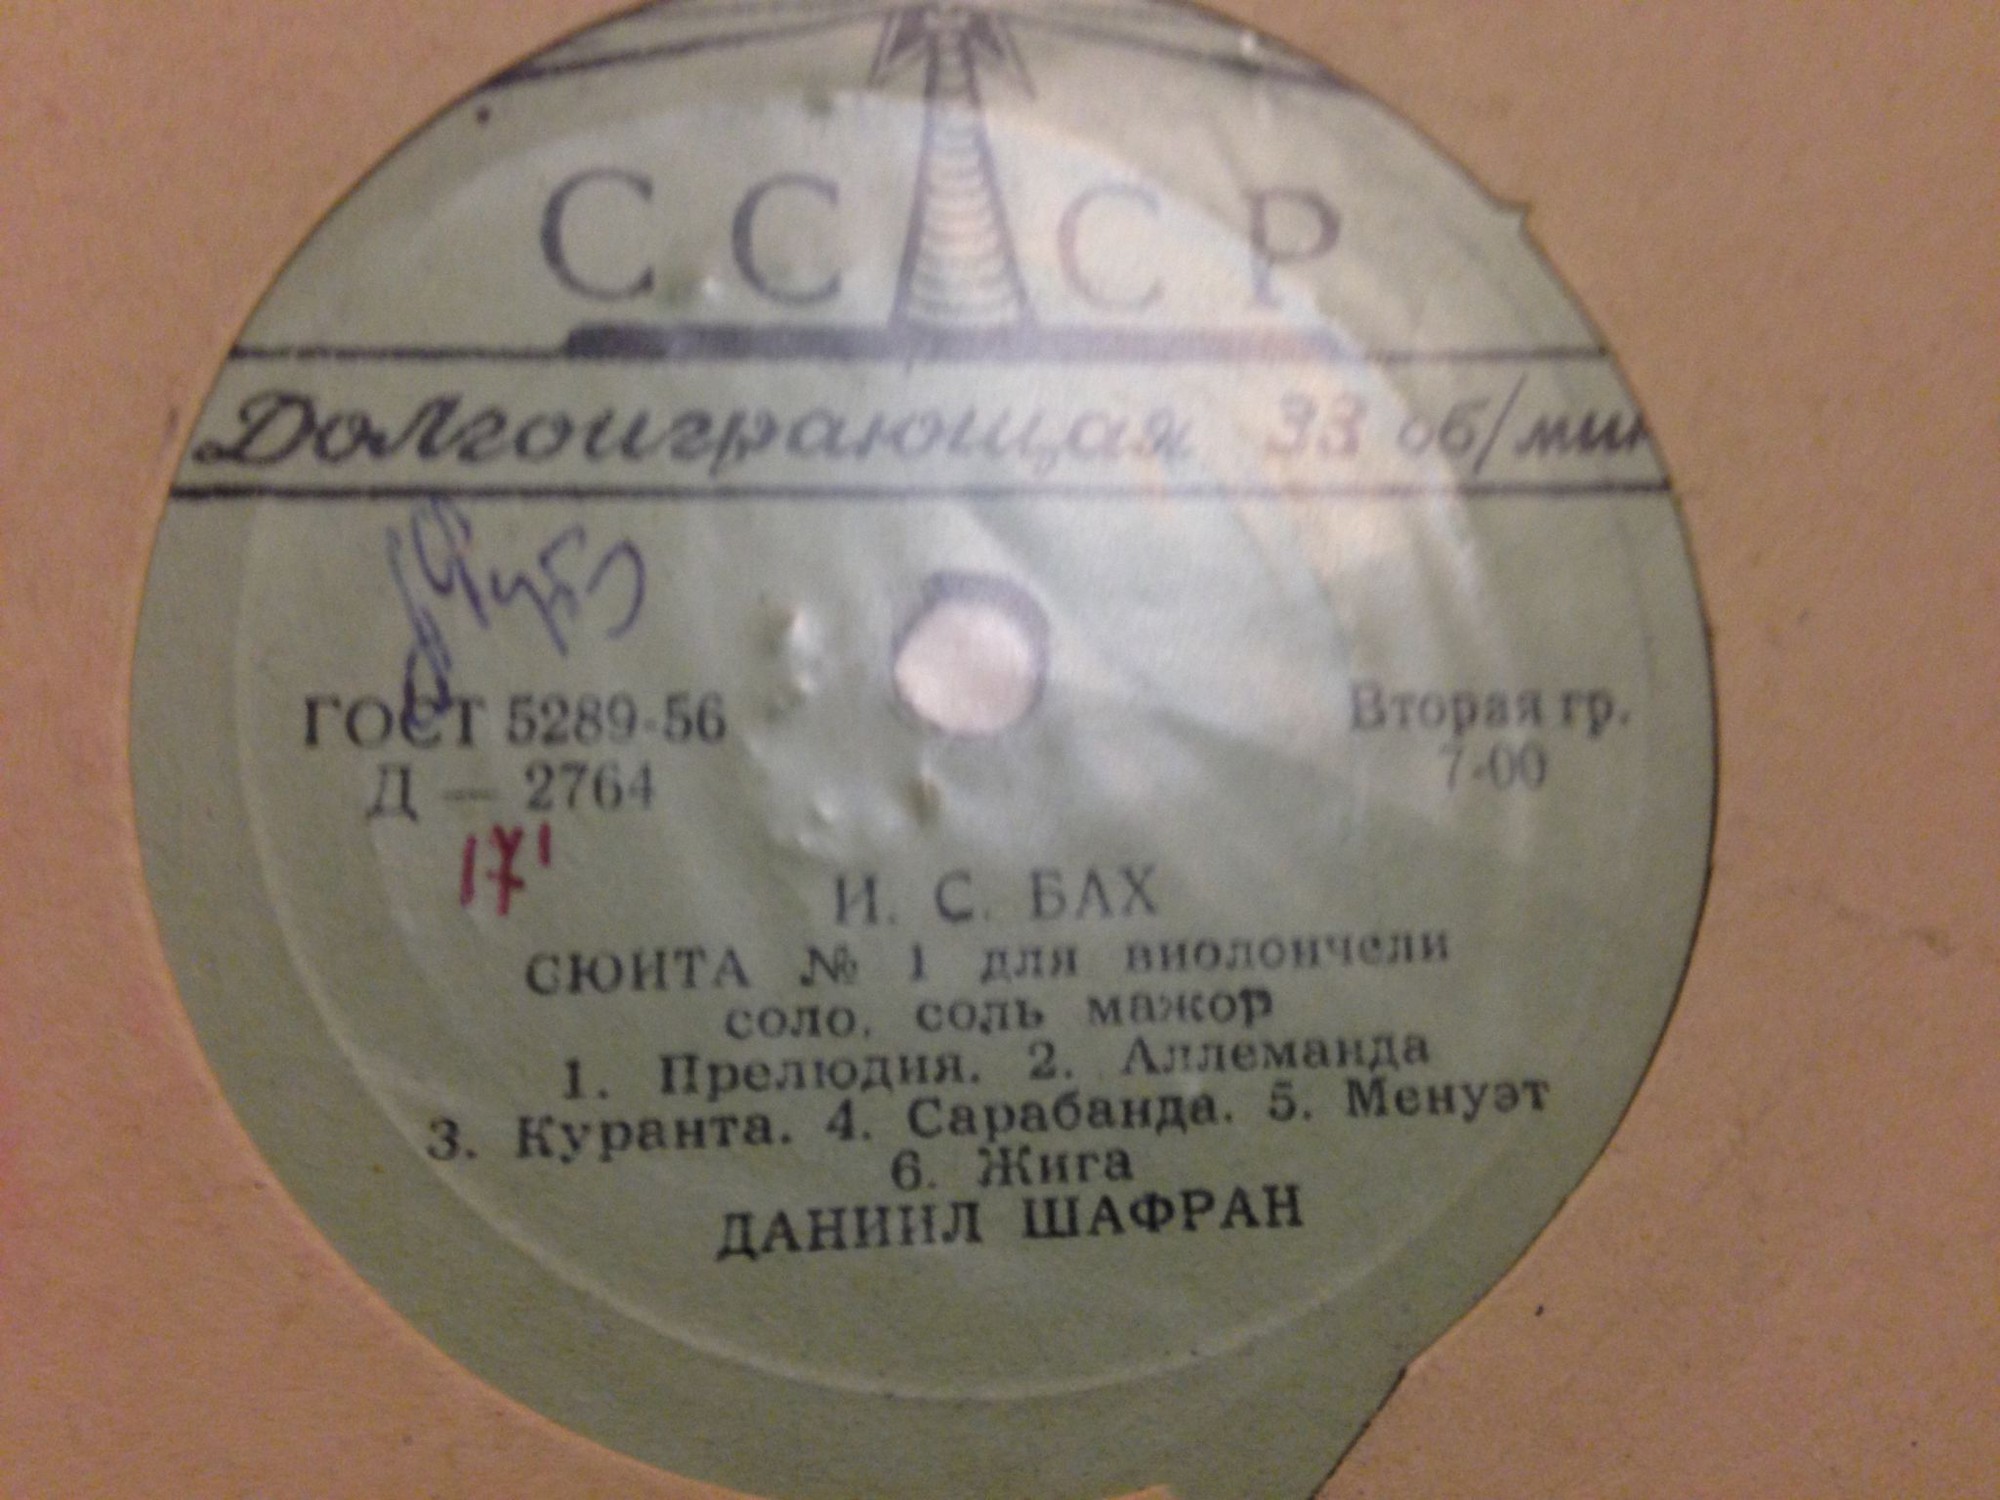 СССР
Долгоиграющая 33 об/мин
ГОСТ 5289-56
Д — 2764
17'
Вторая гр.
7-00
И. С. БАХ
СЮИТА № 1 для виолончели
соло, соль мажор
1. Прелюдия. 2. Аллеманда
3. Куранта. 4. Сарабанда. 5. Менуэт
6. Жига
ДАНИИЛ ШАФРАН